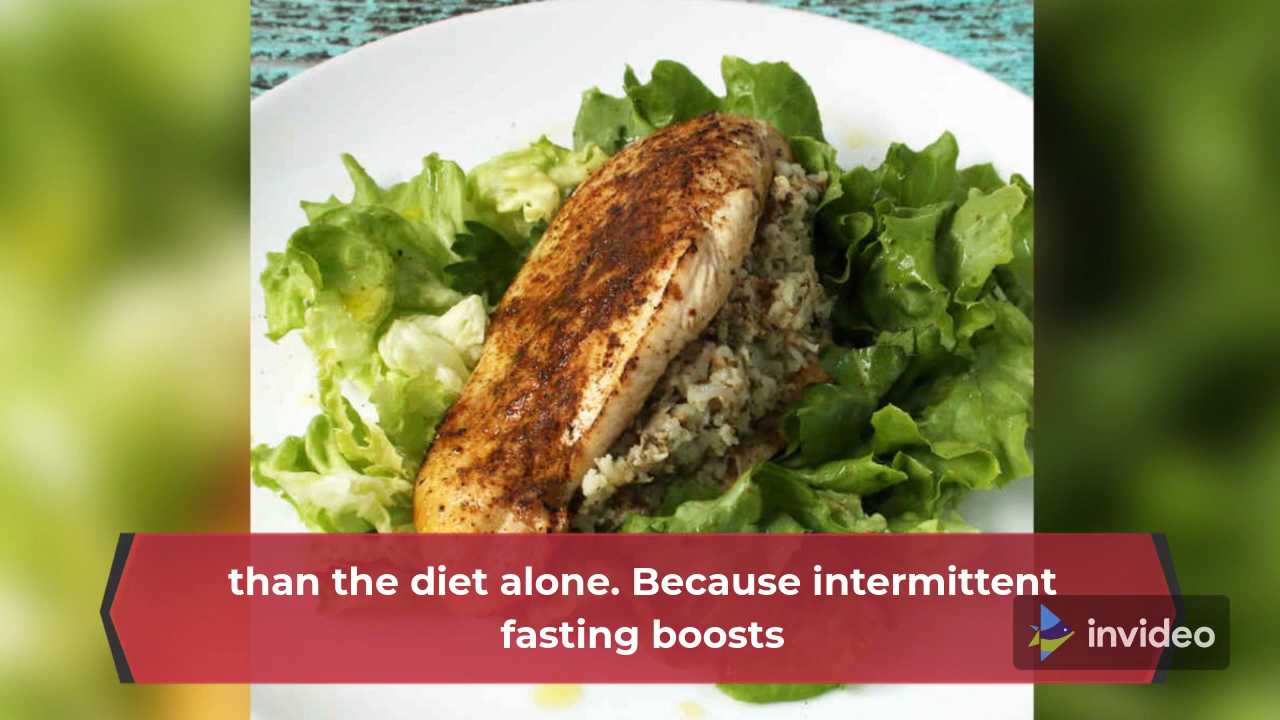 than the diet alone. Because intermittent
fasting boosts
invideo